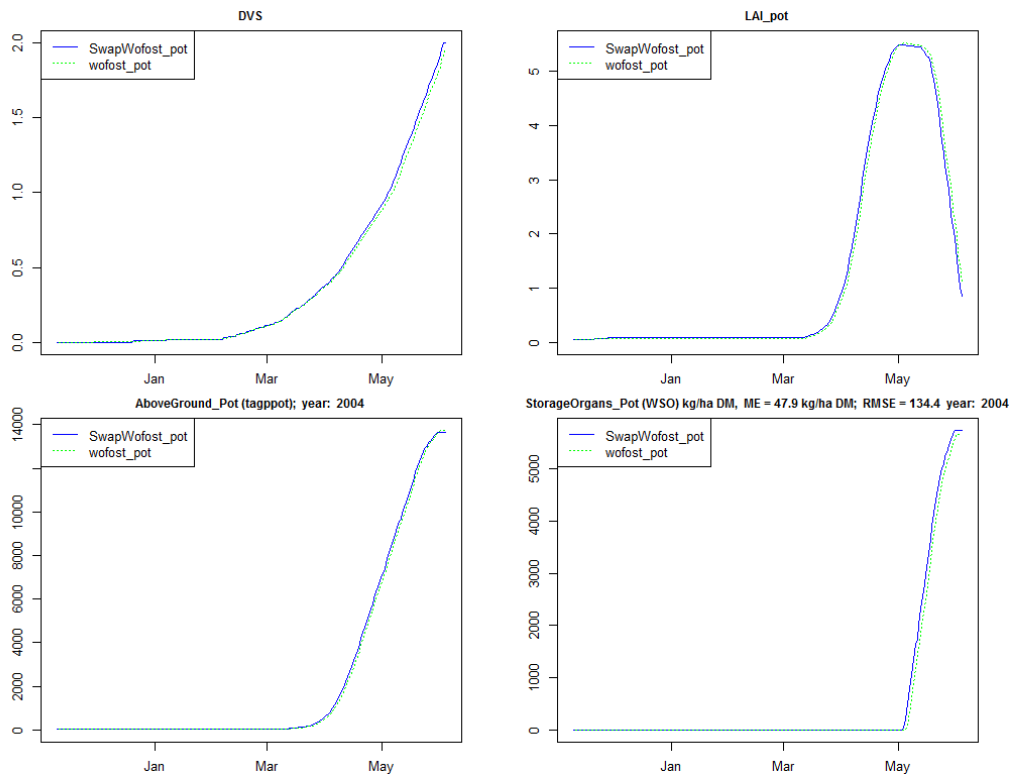 DVS
SwapWofost_pot
wofost_pot
2.0
1.5
1.0
0.5
0.0
Jan
Mar
May
LAI_pot
SwapWofost_pot
wofost_pot
5
4
3
2
1
0
Jan
Mar
May
AboveGround_Pot (tagppot); year: 2004
SwapWofost_pot
wofost_pot
14000
10000
8000
6000
4000
2000
0
Jan
Mar
May
StorageOrgans_Pot (WSO) kg/ha DM, ME = 47.9 kg/ha DM; RMSE = 134.4 year: 2004
SwapWofost_pot
wofost_pot
5000
4000
3000
2000
1000
0
Jan
Mar
May